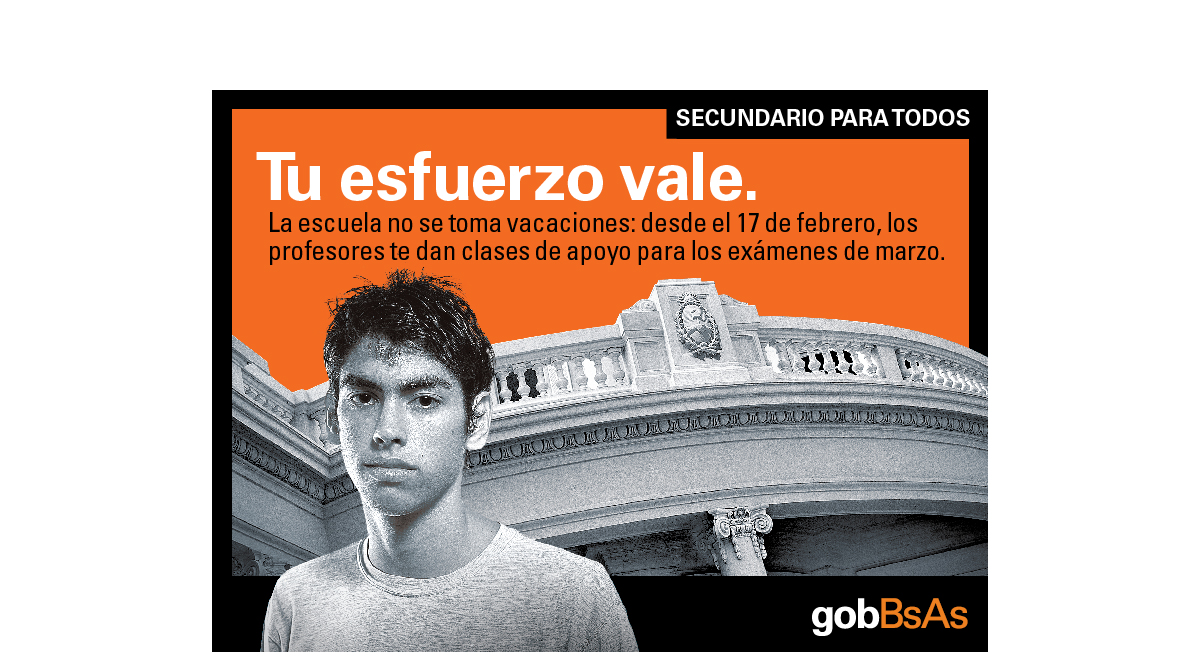 SECUNDARIO PARA TODOS
Tu esfuerzo vale.
La escuela no se toma vacaciones: desde el 17 de febrero, los
profesores te dan clases de apoyo para los exámenes de marzo.
gobBsAs